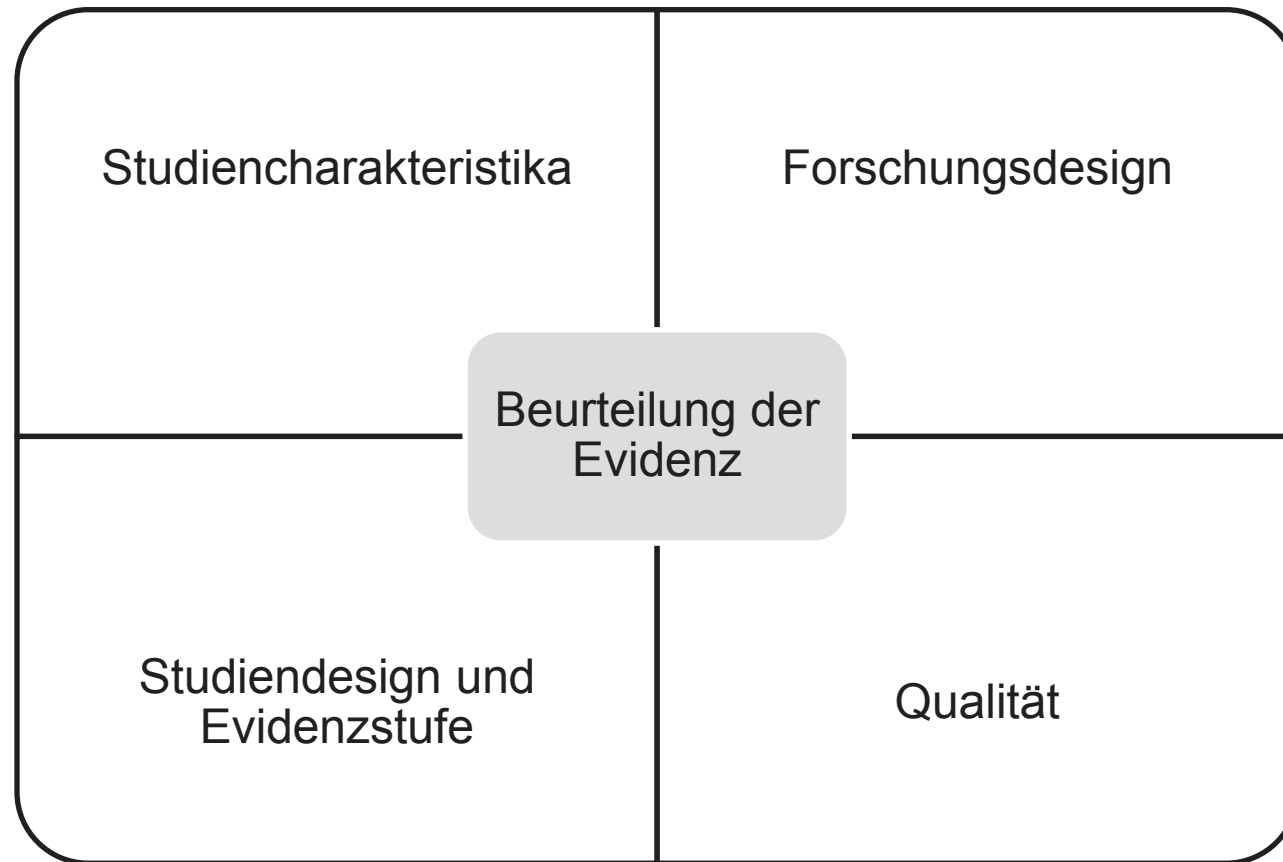 Studiencharakteristika
Forschungsdesign
Beurteilung der
Evidenz
Studiendesign und
Evidenzstufe
Qualität